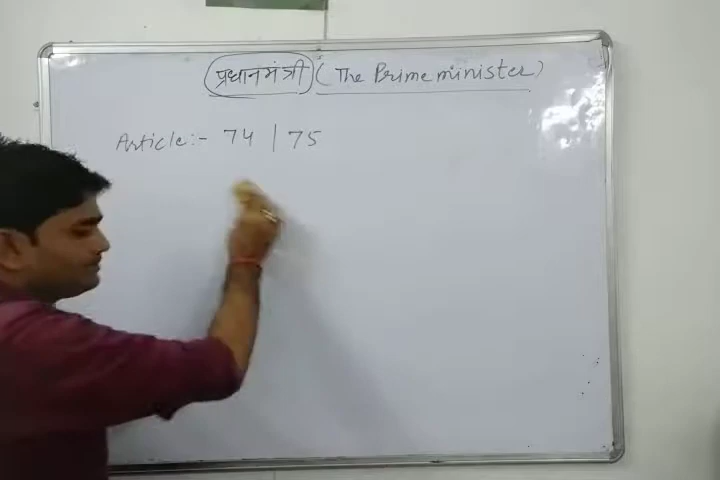 प्रधानमंत्री (The Prime minister)
Article:- 74 | 75